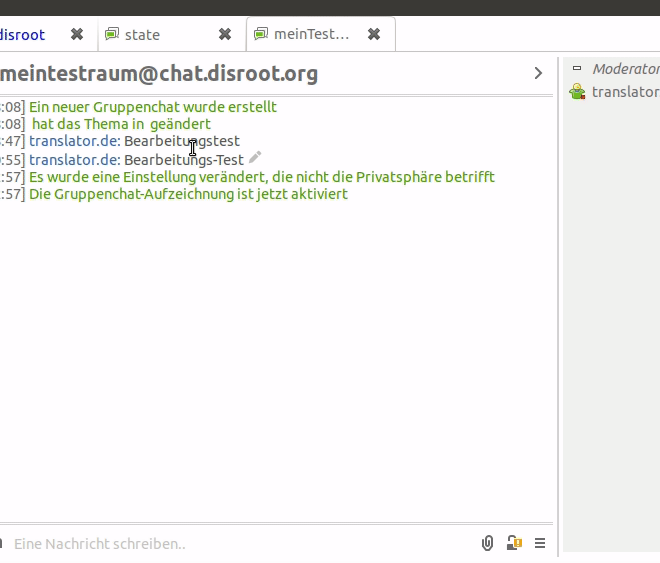 disroot
state
meinTest...
meintestraum@chat.disroot.org
Moderator
translator
:08] Ein neuer Gruppenchat wurde erstellt
:08] hat das Thema in geändert
:47] translator.de: Bearbeitungstest
:55] translator.de: Bearbeitungs-Test
:57] Es wurde eine Einstellung verändert, die nicht die Privatsphäre betrifft
:57] Die Gruppenchat-Aufzeichnung ist jetzt aktiviert
Eine Nachricht schreiben..